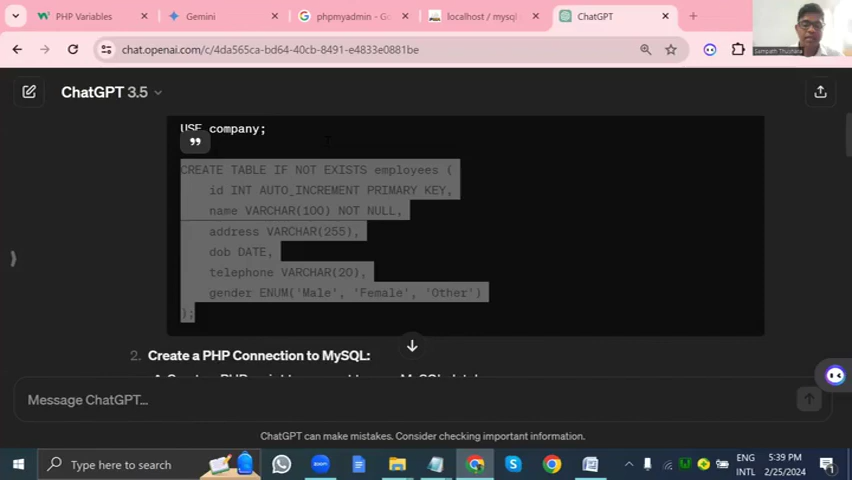 PHP Variables
Gemini
phpmyadmin - Go
localhost / mysql
ChatGPT
chat.openai.com/c/4da565ca-bd64-40cb-8491-e4833e0881be
Sampath Thushara
ChatGPT 3.5
USE company;
CREATE TABLE IF NOT EXISTS employees (
id INT AUTO_INCREMENT PRIMARY KEY,
name VARCHAR(100) NOT NULL,
address VARCHAR(255),
dob DATE,
telephone VARCHAR(20),
gender ENUM('Male', 'Female', 'Other')
);
2. Create a PHP Connection to MySQL:
Message ChatGPT...
ChatGPT can make mistakes. Consider checking important information.
Type here to search
ENG
INTL
5:39 PM
2/25/2024